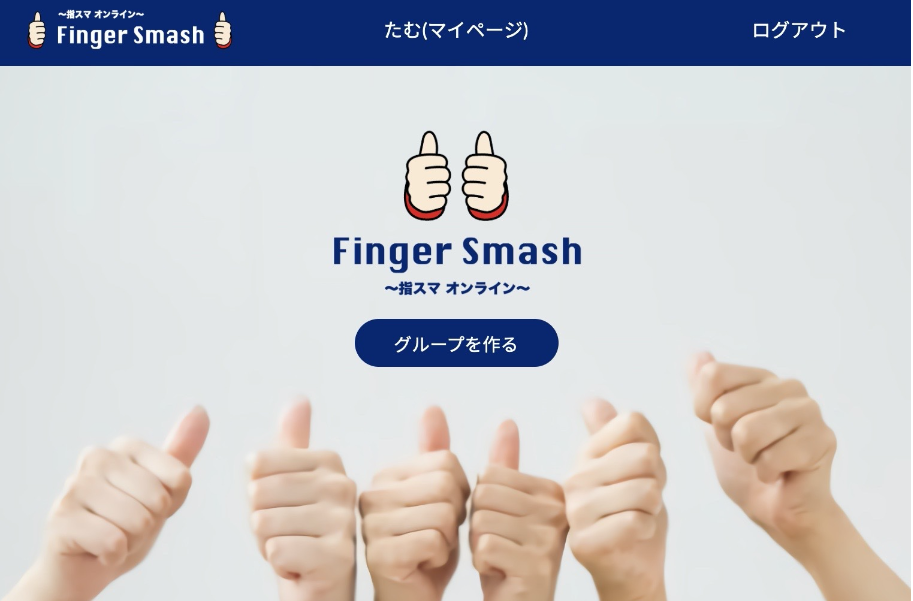 〜指スマ オンライン〜
Finger Smash
たむ(マイページ)
ログアウト
Finger Smash
〜指スマ オンライン〜
グループを作る